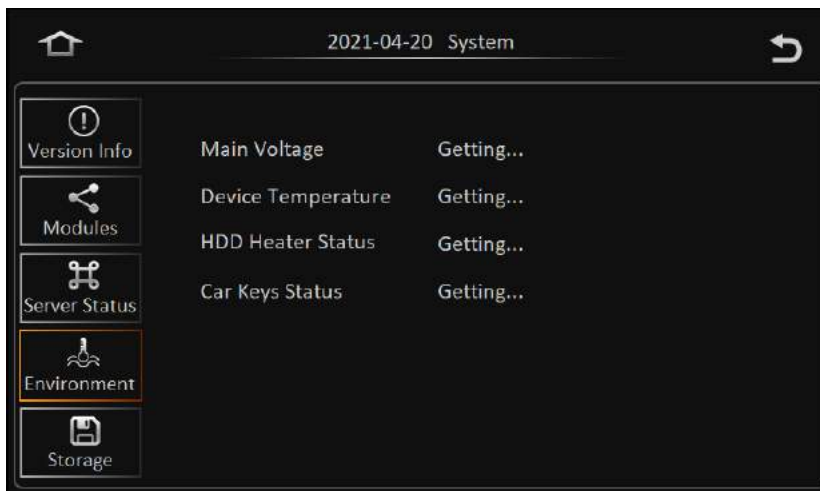 2021-04-20 System
Version Info
Modules
Server Status
Environment
Storage
Main Voltage Getting...
Device Temperature Getting...
HDD Heater Status Getting...
Car Keys Status Getting...